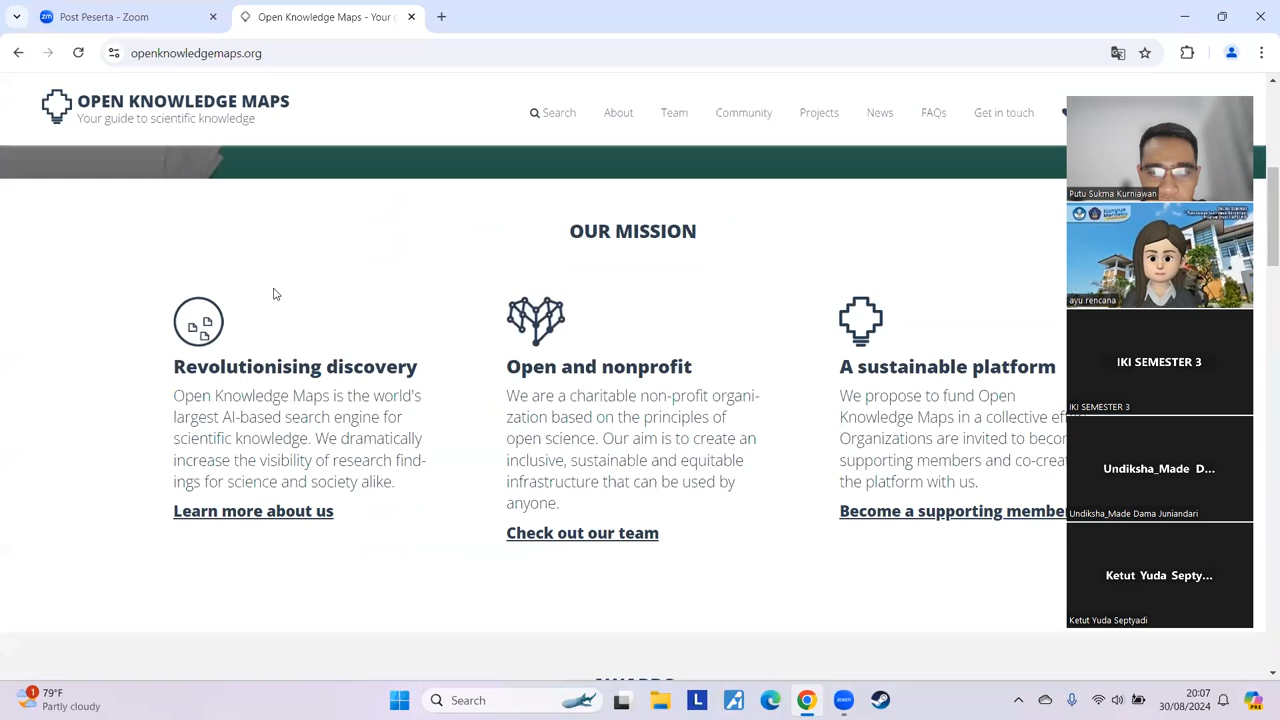 Post Peserta - Zoom
Open Knowledge Maps - Your g
openknowledgemaps.org
OPEN KNOWLEDGE MAPS
Your guide to scientific knowledge
Search
About
Team
Community
Projects
News
FAQs
Get in touch
OUR MISSION
Revolutionising discovery
Open Knowledge Maps is the world's
largest AI-based search engine for
scientific knowledge. We dramatically
increase the visibility of research find-
ings for science and society alike.
Learn more about us
Open and nonprofit
We are a charitable non-profit organi-
zation based on the principles of
open science. Our aim is to create an
inclusive, sustainable and equitable
infrastructure that can be used by
anyone.
Check out our team
A sustainable platform
We propose to fund Open
Knowledge Maps in a collective ef
Organizations are invited to becor
supporting members and co-crea
the platform with us.
Become a supporting membe
Putu Sukma Kurniawan
Kampus
Merdeka
ayu rencana
IKI SEMESTER 3
IKI SEMESTER 3
Undiksha_Made D...
Undiksha_Made Dama Juniandari
Ketut Yuda Septy...
Ketut Yuda Septyadi
1
79°F
Partly cloudy
Search
L
zoom
20:07
30/08/2024
PRE